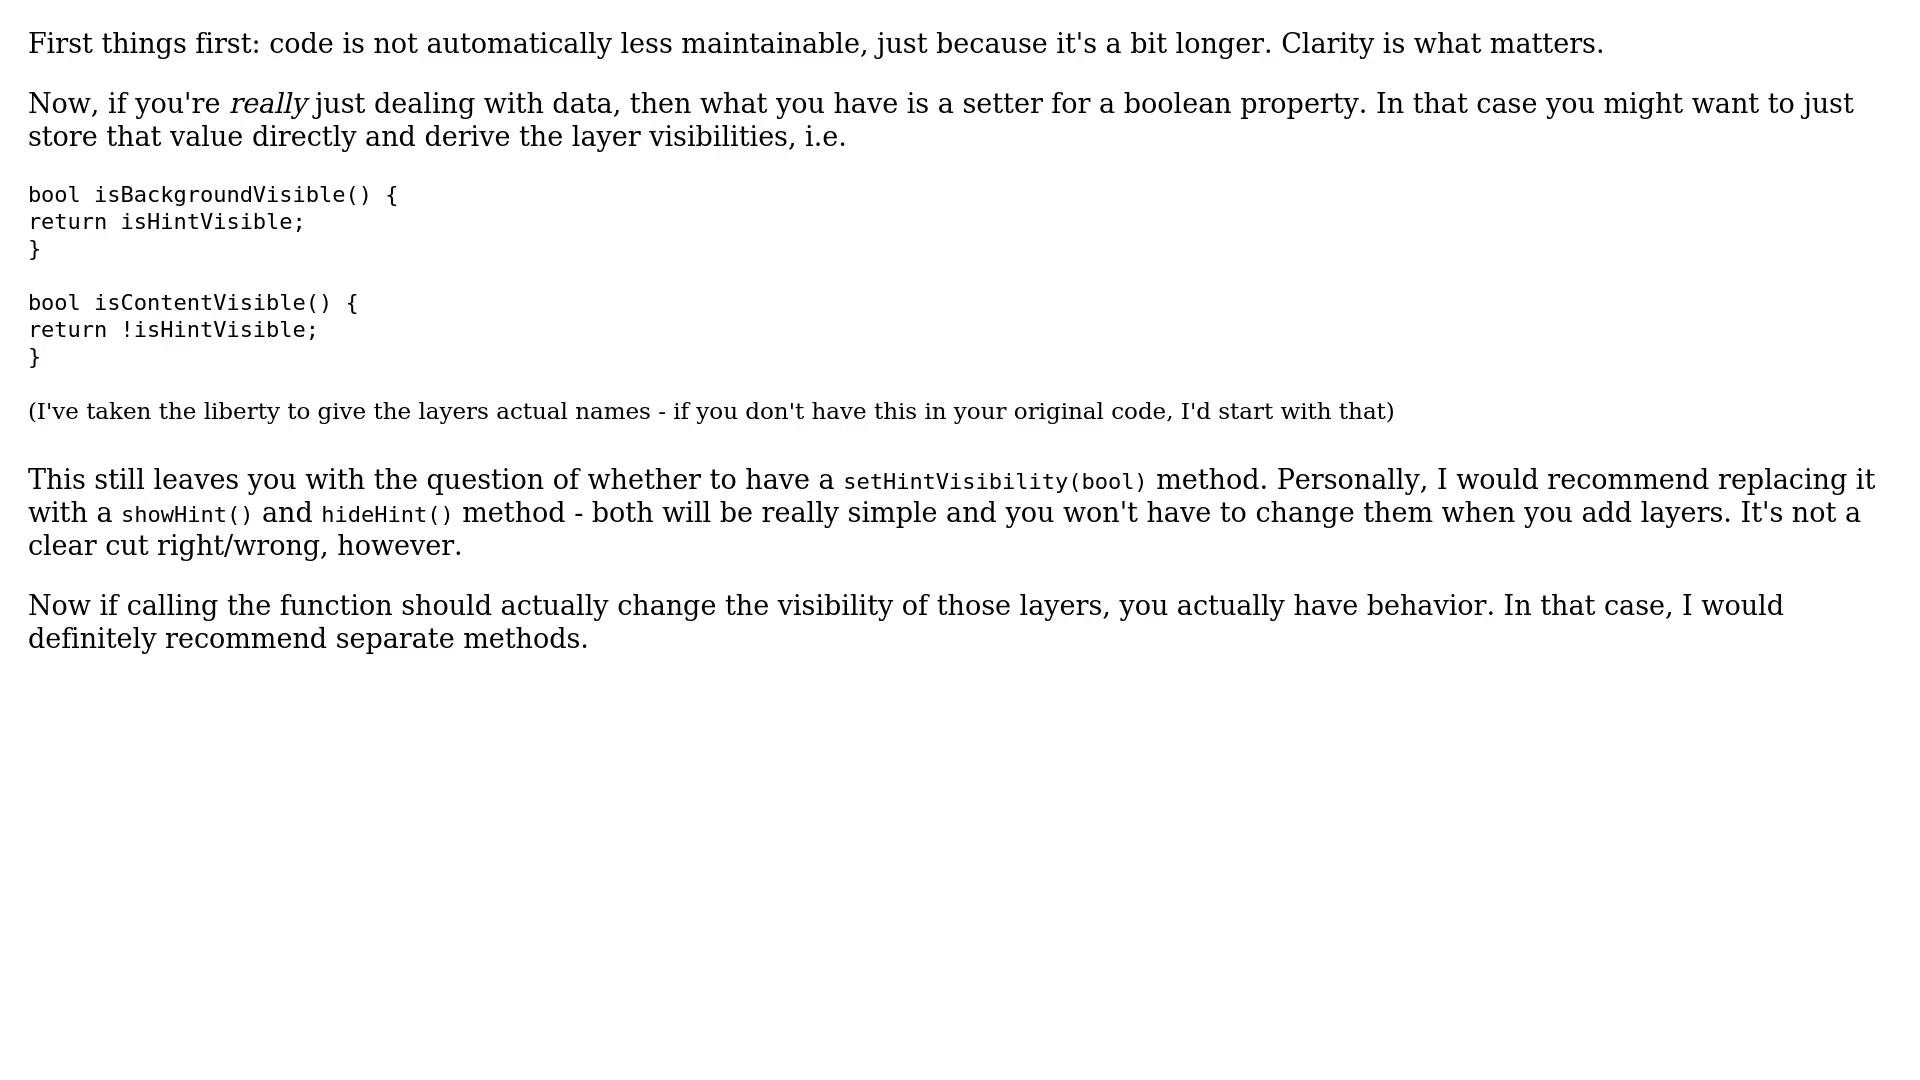 First things first: code is not automatically less maintainable, just because it's a bit longer. Clarity is what matters.
Now, if you're really just dealing with data, then what you have is a setter for a boolean property. In that case you might want to just
store that value directly and derive the layer visibilities, i.e.
bool isBackgroundVisible() {
return isHintVisible;
}
bool isContentVisible() {
return !isHintVisible;
}
(I've taken the liberty to give the layers actual names - if you don't have this in your original code, I'd start with that)
This still leaves you with the question of whether to have a setHintVisibility(bool) method. Personally, I would recommend replacing it
with a showHint() and hideHint() method - both will be really simple and you won't have to change them when you add layers. It's not a
clear cut right/wrong, however.
Now if calling the function should actually change the visibility of those layers, you actually have behavior. In that case, I would
definitely recommend separate methods.